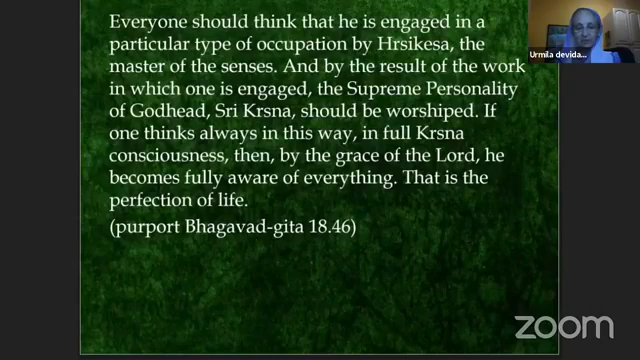 Everyone should think that he is engaged in a
particular type of occupation by Hrsikesa, the
master of the senses. And by the result of the work
in which one is engaged, the Supreme Personality
of Godhead, Sri Krsna, should be worshiped. If
one thinks always in this way, in full Krsna
consciousness, then, by the grace of the Lord, he
becomes fully aware of everything. That is the
perfection of life.
(purport Bhagavad-gita 18.46)
Urmila devida...
zoom